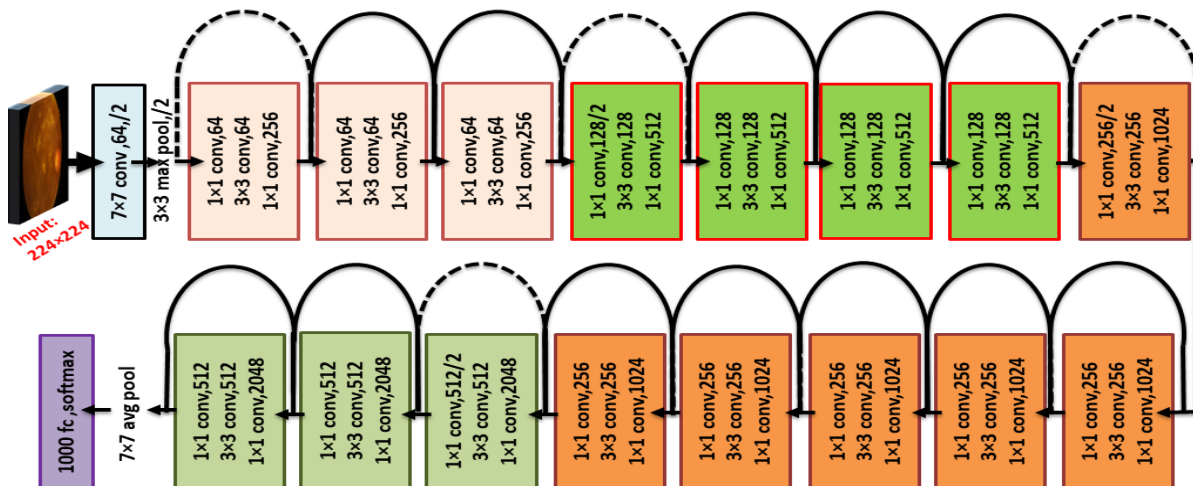 Input:
224×224
7×7 conv,64,/2
3×3 max pool,/2
1×1 conv,64
3×3 conv,64
1×1 conv,256
1×1 conv,64
3×3 conv,64
1×1 conv,256
1×1 conv,64
3×3 conv,64
1×1 conv,256
1×1 conv,128/2
3×3 conv,128
1×1 conv,512
1×1 conv,128
3×3 conv,128
1×1 conv,512
1×1 conv,128
3×3 conv,128
1×1 conv,512
1×1 conv,128
3×3 conv,128
1×1 conv,512
1×1 conv,256/2
3×3 conv,256
1×1 conv,1024
1000 fc,softmax
7×7 avg pool
1×1 conv,512
3×3 conv,512
1×1 conv,2048
1×1 conv,512
3×3 conv,512
1×1 conv,2048
1×1 conv,512/2
3×3 conv,512
1×1 conv,2048
1×1 conv,256
3×3 conv,256
1×1 conv,1024
1×1 conv,256
3×3 conv,256
1×1 conv,1024
1×1 conv,256
3×3 conv,256
1×1 conv,1024
1×1 conv,256
3×3 conv,256
1×1 conv,1024
1×1 conv,256
3×3 conv,256
1×1 conv,1024